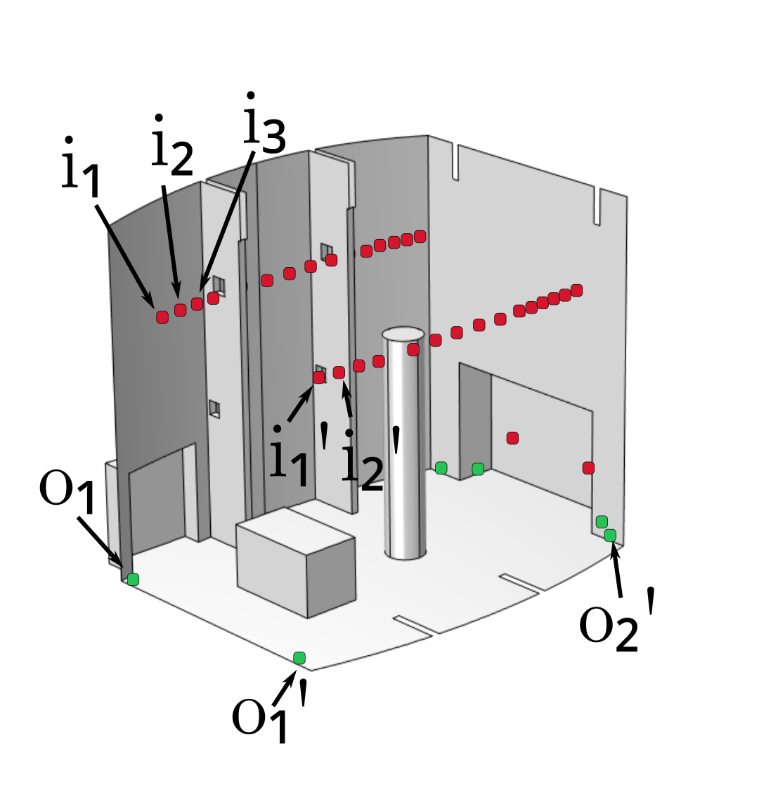 i₃
i₂
i₁
i₁'
i₂'
o₁
o₂'
o₁'